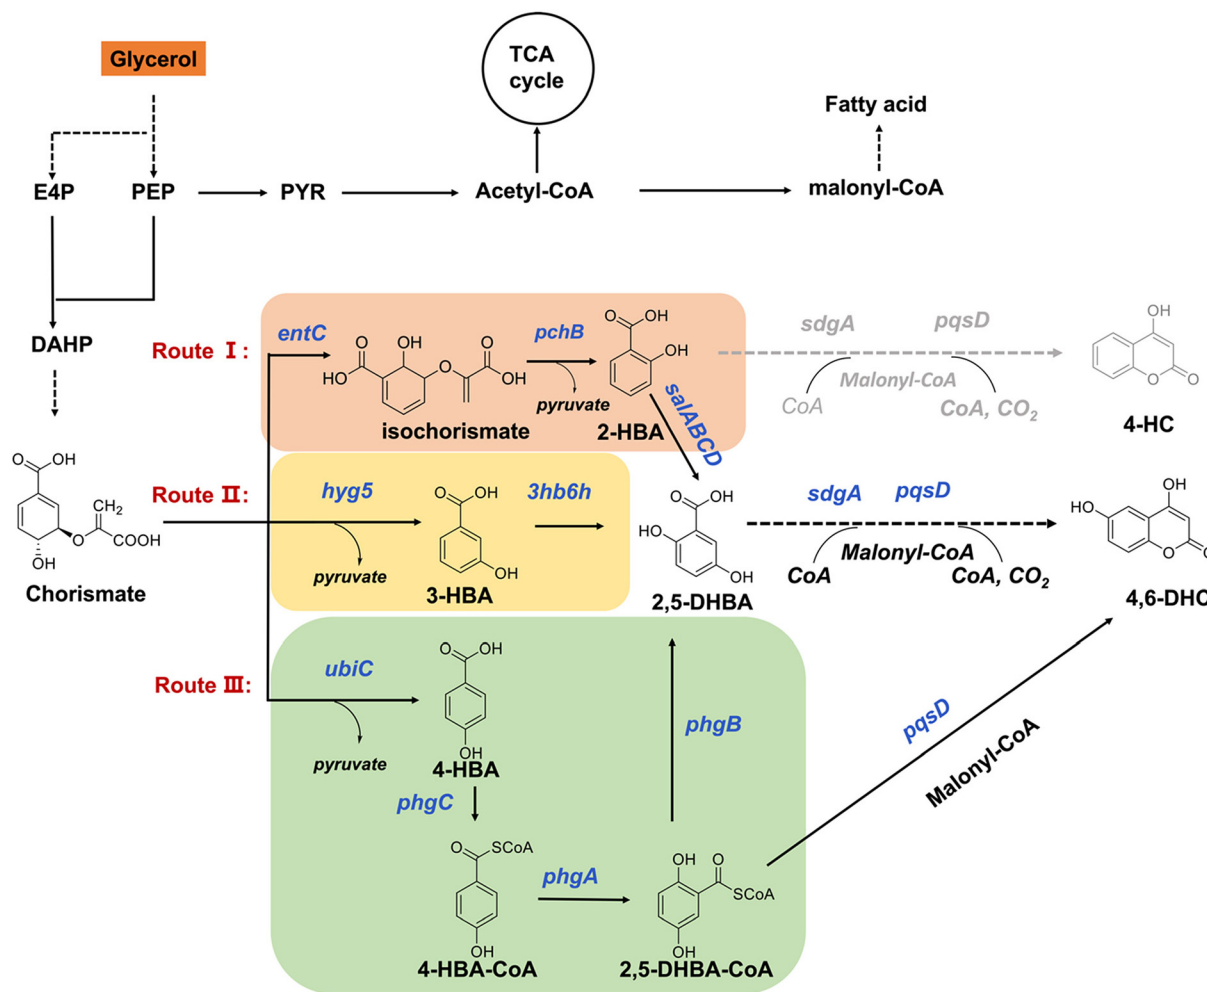 Glycerol
TCA
cycle
Fatty acid
E4P
PEP
PYR
Acetyl-CoA
malonyl-CoA
DAHP
Route Ⅰ:
entC
OH
O
OH
HO
O
O
OH
isochorismate
pchB
pyruvate
O
OH
OH
2-HBA
salABCD
sdgA
pqsD
Malonyl-CoA
CoA
CoA, CO2
OH
O
O
4-HC
O
OH
CH2
O
COOH
OH
Chorismate
Route Ⅱ:
hyg5
pyruvate
O
OH
OH
3-HBA
3hb6h
O
OH
HO
OH
2,5-DHBA
sdgA
pqsD
Malonyl-CoA
CoA
CoA, CO2
OH
HO
O
O
4,6-DHC
Route Ⅲ:
ubiC
pyruvate
O
OH
OH
4-HBA
phgC
phgB
pqsD
Malonyl-CoA
O
SCoA
OH
4-HBA-CoA
phgA
OH
O
SCoA
OH
2,5-DHBA-CoA